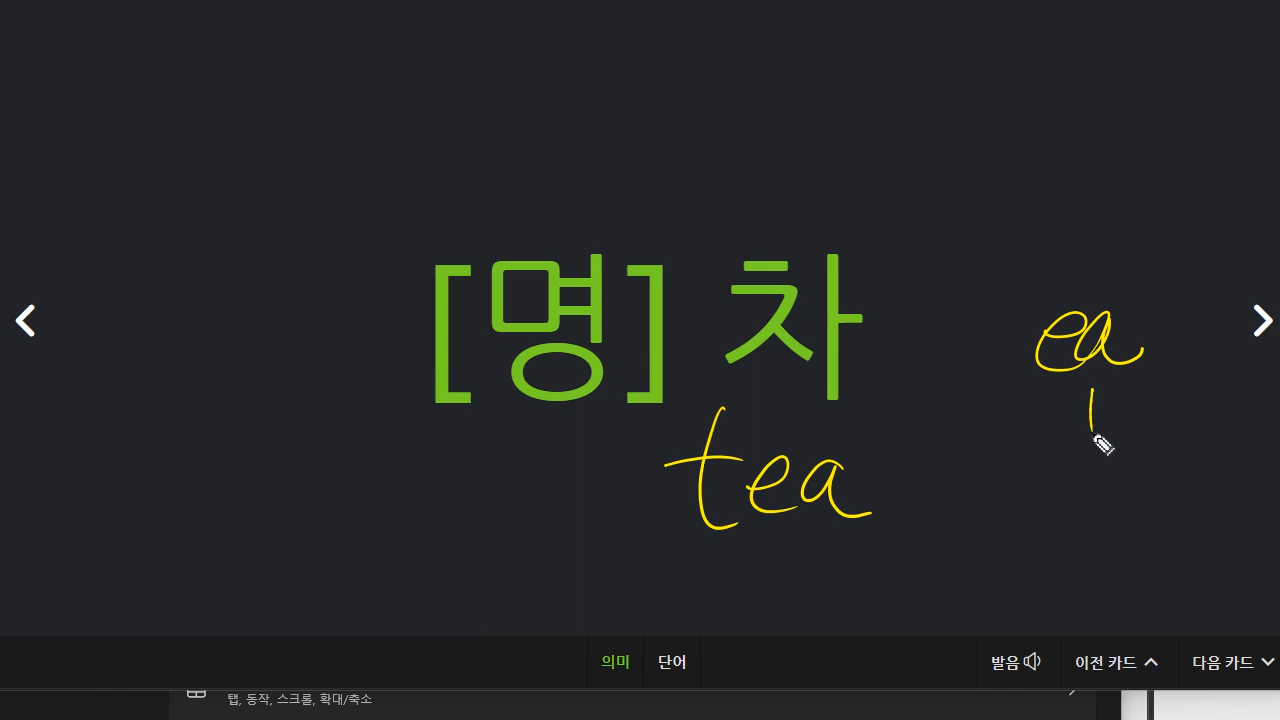 [명] 차
ea
tea
의미 단어 발음 이전 카드 다음 카드
탭, 동작, 스크롤, 확대/축소